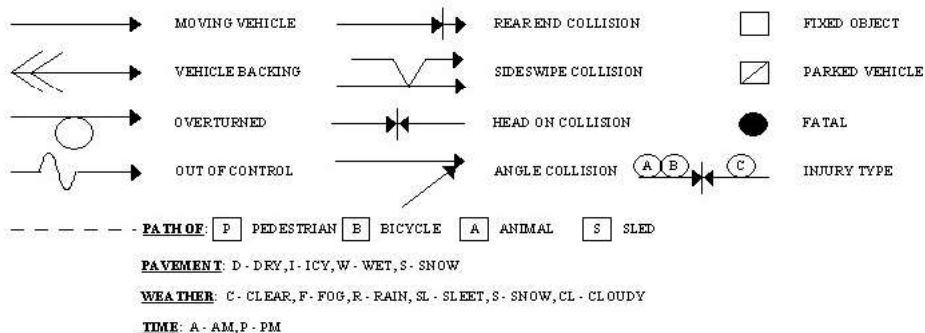 MOVING VEHICLE REAR END COLLISION FIXED OBJECT
VEHICLE BACKING SIDESWIPE COLLISION PARKED VEHICLE
OVERTURNED HEAD ON COLLISION FATAL
OUT OF CONTROL ANGLE COLLISION A B C INJURY TYPE
PATH OF: P PEDESTRIAN B BICYCLE A ANIMAL S SLED
PAVEMENT: D - DRY, I - ICY, W - WET, S - SNOW
WEATHER: C - CLEAR, F - FOG, R - RAIN, SL - SLEET, S - SNOW, CL - CLOUDY
TIME: A - AM, P - PM